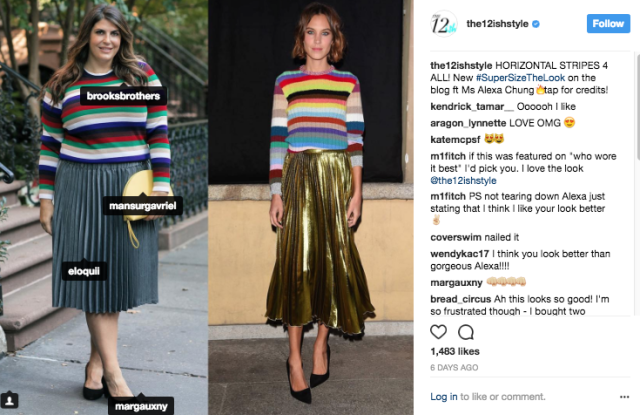 brooksbrothers
mansurgavriel
eloquii
margauxny
the 12th
the12ishstyle
Follow
the12ishstyle HORIZONTAL STRIPES 4
ALL! New #SuperSizeTheLook on the
blog ft Ms Alexa Chung 🔥tap for credits!
kendrick_tamar__ Oooooh I like
aragon_lynnette LOVE OMG 😍
katemcpsf 😻😻
m1fitch if this was featured on "who wore
it best" I'd pick you. I love the look
@the12ishstyle
m1fitch PS not tearing down Alexa just
stating that I think I like your look better
✌🏻
coverswim nailed it
wendykac17 I think you look better than
gorgeous Alexa!!!!
margauxny 👊🏻👊🏻👊🏻👊🏻
bread_circus Ah this looks so good! I'm
so frustrated though - I bought two
1,483 likes
6 DAYS AGO
Log in to like or comment.